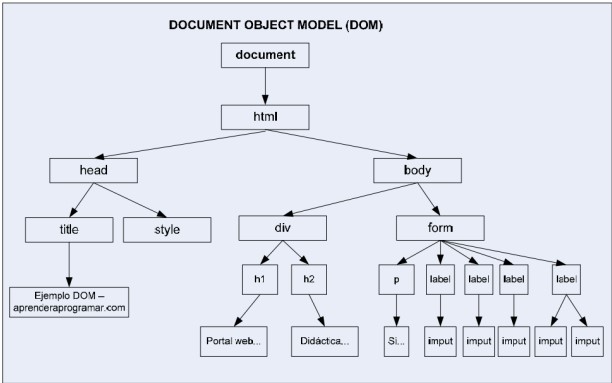 DOCUMENT OBJECT MODEL (DOM)
document
html
head
body
title
style
div
form
h1
h2
p
label
label
label
label
Ejemplo DOM –
aprenderaprogramar.com
Portal web...
Didáctica,..
Si...
imput
imput
imput
imput
imput